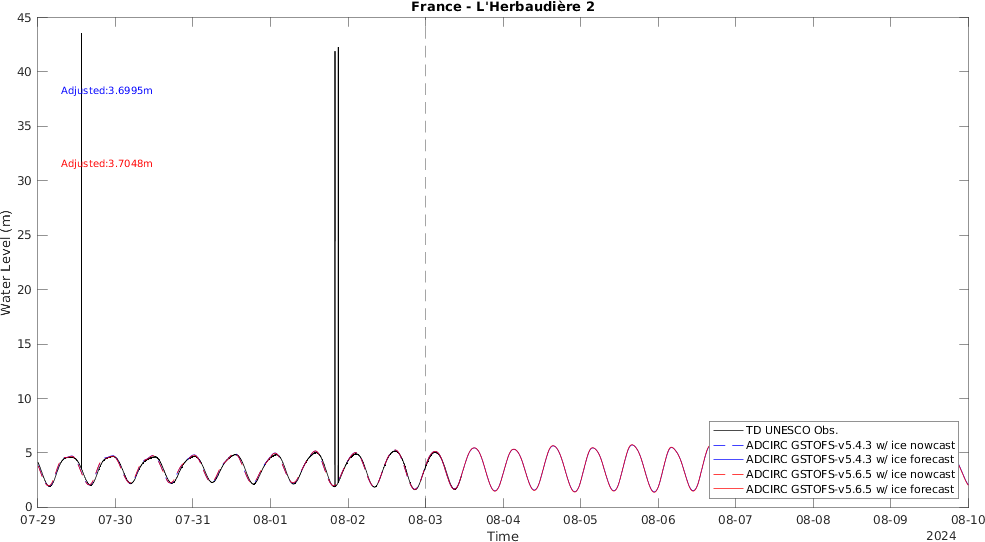 France - L'Herbaudière 2
45
40
35
30
25
20
15
10
5
0
Water Level (m)
Adjusted:3.6995m
Adjusted:3.7048m
TD UNESCO Obs.
ADCIRC GSTOFS-v5.4.3 w/ ice nowcast
ADCIRC GSTOFS-v5.4.3 w/ ice forecast
ADCIRC GSTOFS-v5.6.5 w/ ice nowcast
ADCIRC GSTOFS-v5.6.5 w/ ice forecast
07-29 07-30 07-31 08-01 08-02 08-03 08-04 08-05 08-06 08-07 08-08 08-09 08-10
Time
2024